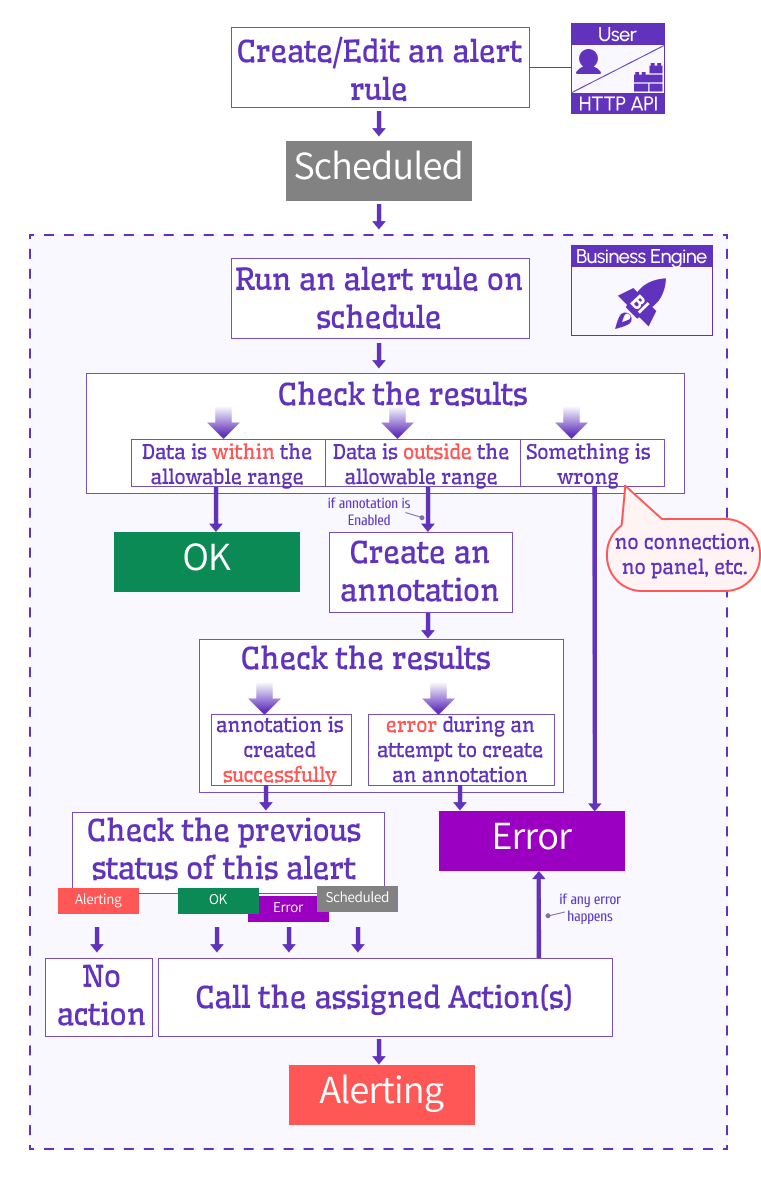 Create/Edit an alert
rule
User
HTTP API
Scheduled
Business Engine
BI
Run an alert rule on
schedule
Check the results
Data is within the
allowable range
Data is outside the
allowable range
Something is
wrong
if annotation is
Enabled
no connection,
no panel, etc.
OK
Create an
annotation
Check the results
annotation is
created
successfully
error during an
attempt to create
an annotation
Check the previous
status of this alert
Error
Alerting
OK
Error
Scheduled
if any error
happens
No
action
Call the assigned Action(s)
Alerting